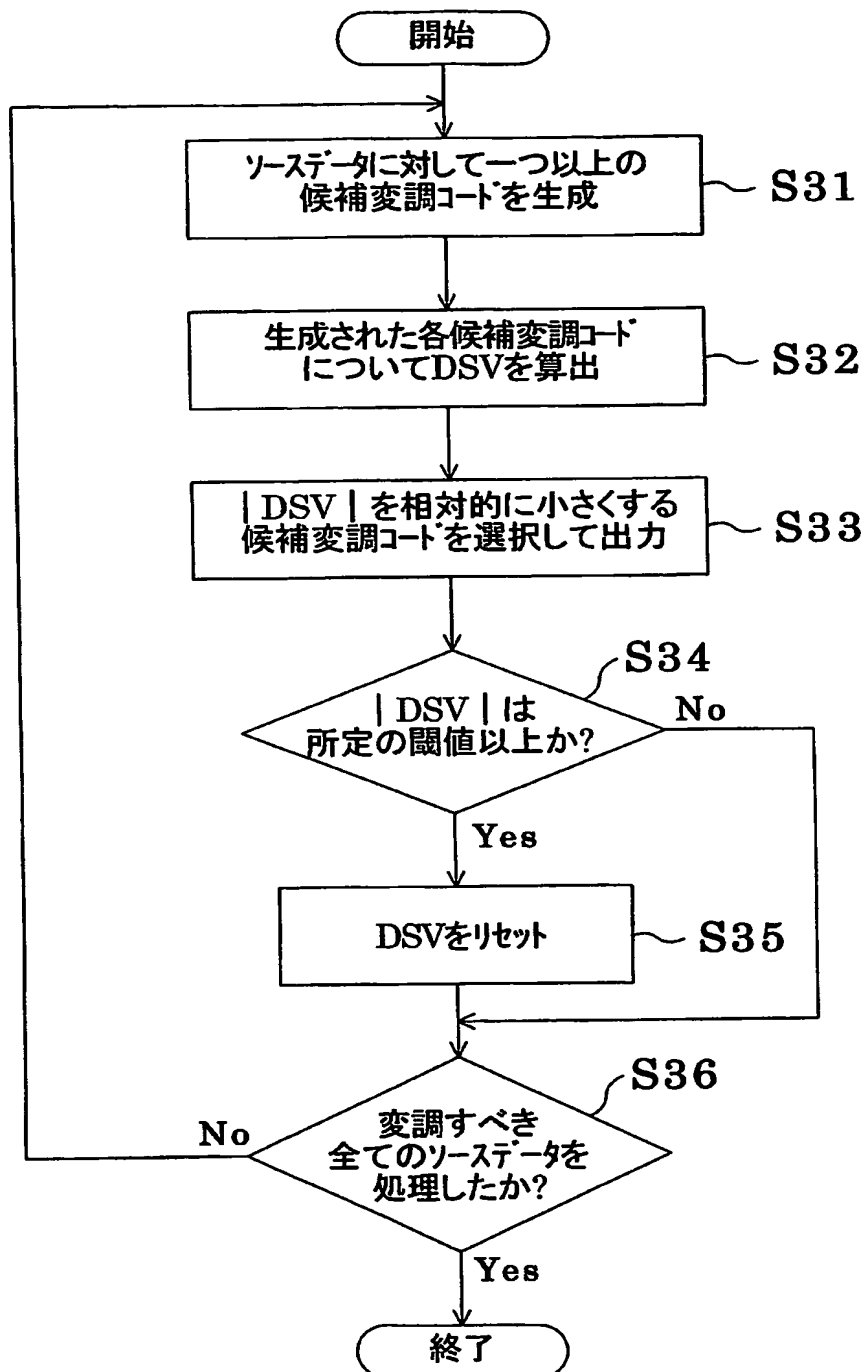 開始
ソースデータに対して一つ以上の
候補変調コードを生成
S31
生成された各候補変調コード
についてDSVを算出
S32
|DSV|を相対的に小さくする
候補変調コードを選択して出力
S33
S34
|DSV|は
所定の閾値以上か?
No
Yes
DSVをリセット
S35
S36
変調すべき
全てのソースデータを
処理したか?
No
Yes
終了